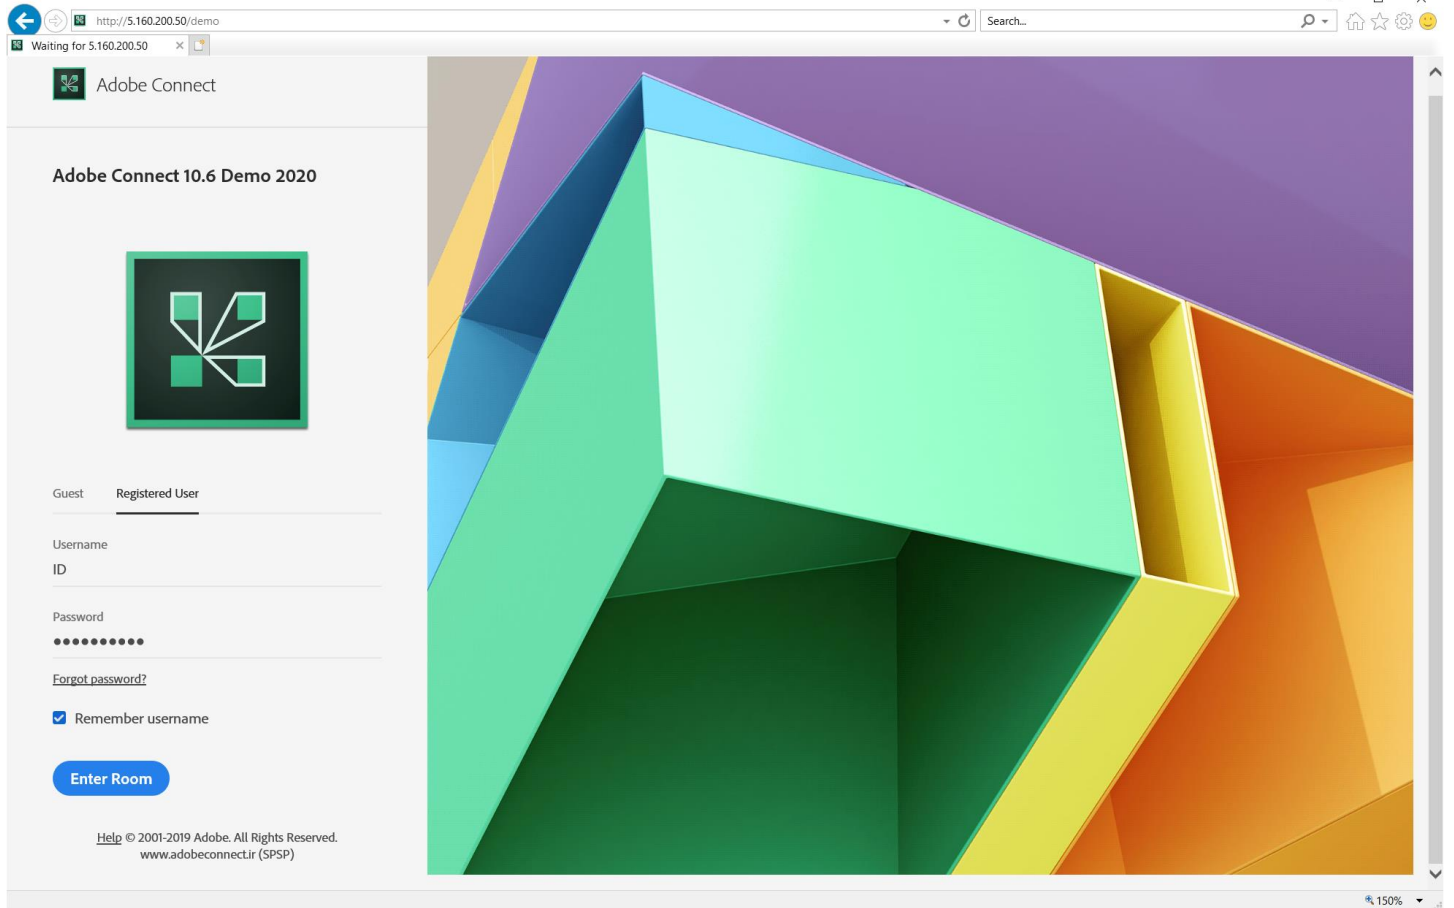 http://5.160.200.50/demo
Search...
Waiting for 5.160.200.50
Adobe Connect
Adobe Connect 10.6 Demo 2020
Guest Registered User
Username
ID
Password
Forgot password?
Remember username
Enter Room
Help © 2001-2019 Adobe. All Rights Reserved.
www.adobeconnect.ir (SPSP)
150%